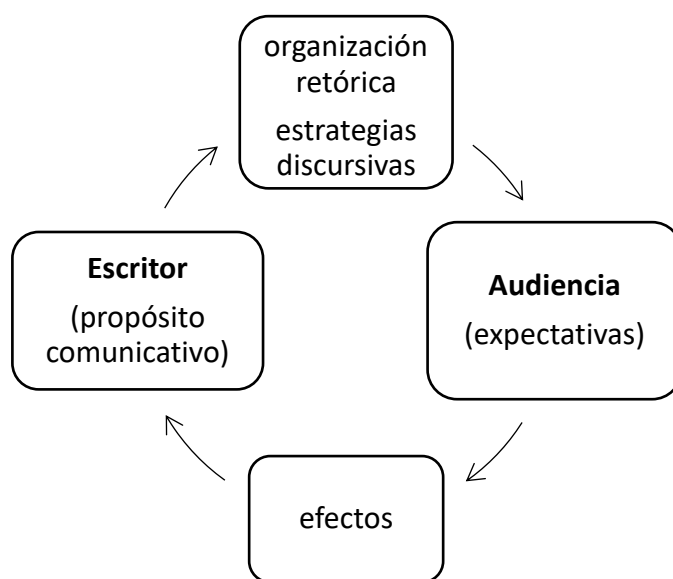 organización
retórica
estrategias
discursivas
Escritor
(propósito
comunicativo)
Audiencia
(expectativas)
efectos